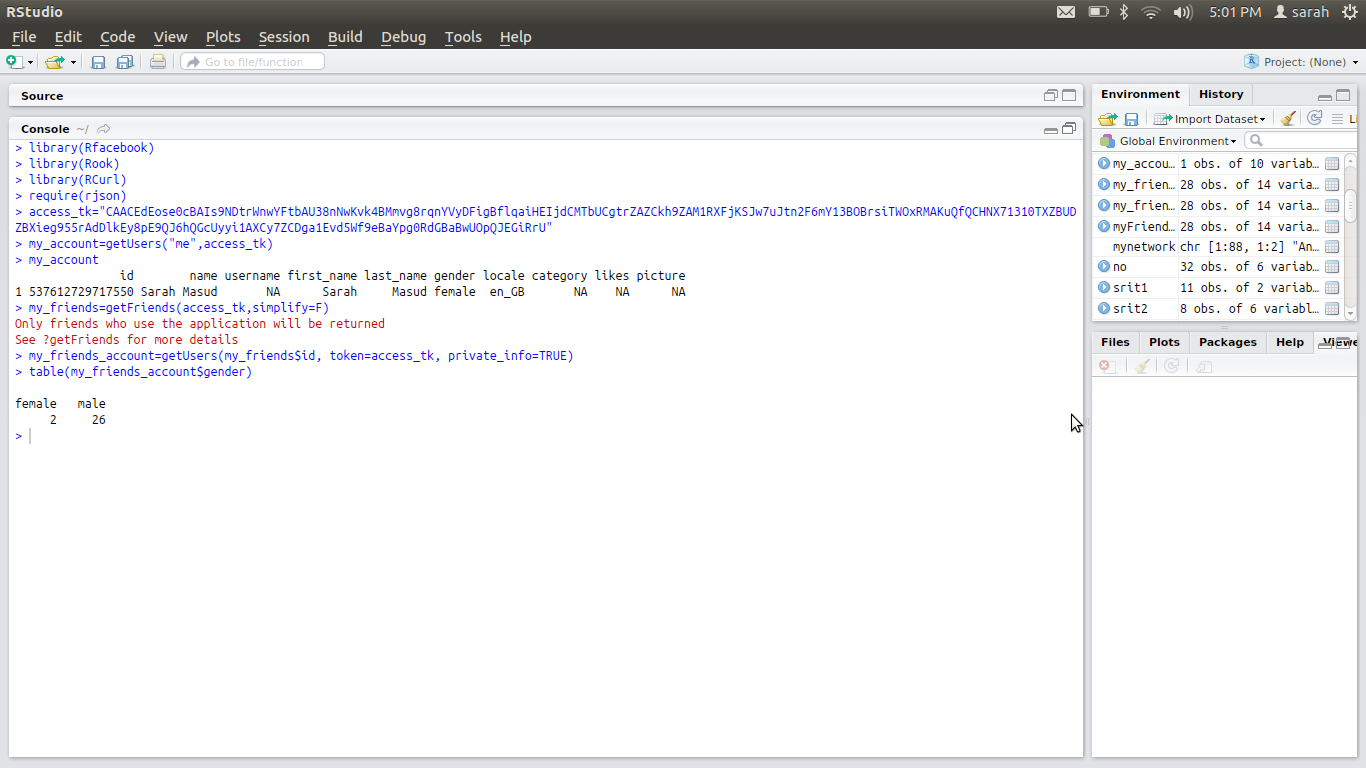 RStudio
5:01 PM sarah
File Edit Code View Plots Session Build Debug Tools Help
Go to file/function
Project: (None)
Source
Console ~/
> library(Rfacebook)
> library(Rook)
> library(RCurl)
> require(rjson)
> access_tk="CAACEdEose0cBAIs9NDtrWnwYFtbAU38nNwKvk4BMmvg8rqnYVyDFigBflqaiHEIjdCMTbUCgtrZAZCkh9ZAM1RXFjKSJw7uJtn2F6mY13BOBrsiTWOxRMAKuQfQCHNX71310TXZBUD
ZBXieg955rAdDlkEy8pE9QJ6hQGcUyyi1AXCy7ZCDga1Evd5Wf9eBaYpg0RdGBaBwUOpQJEGiRrU"
> my_account=getUsers("me",access_tk)
> my_account
id name username first_name last_name gender locale category likes picture
1 537612729717550 Sarah Masud NA Sarah Masud female en_GB NA NA NA
> my_friends=getFriends(access_tk,simplify=F)
Only friends who use the application will be returned
See ?getFriends for more details
> my_friends_account=getUsers(my_friends$id, token=access_tk, private_info=TRUE)
> table(my_friends_account$gender)
female male
2 26
>
Environment History
Import Dataset Li
Global Environment
my_accou… 1 obs. of 10 variab…
my_frien… 28 obs. of 14 varia…
my_frien… 28 obs. of 14 varia…
myFriend… 28 obs. of 14 varia…
mynetwork chr [1:88, 1:2] "An…
no 32 obs. of 6 variab…
srit1 11 obs. of 2 variab…
srit2 8 obs. of 6 variabl…
Files Plots Packages Help Viewe